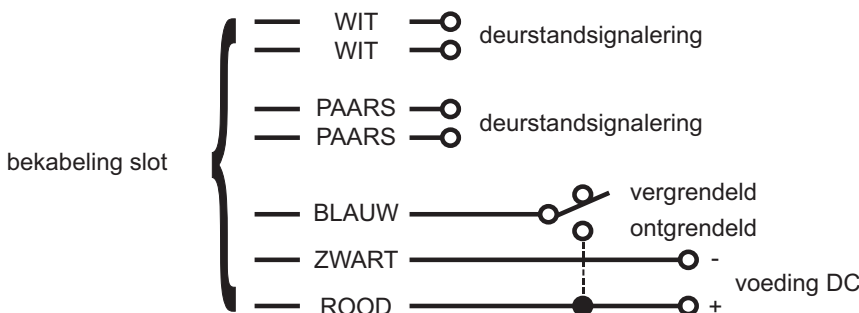 WIT
WIT
deurstandsignalering
PAARS
PAARS
deurstandsignalering
bekabeling slot
BLAUW
vergrendeld
ontgrendeld
ZWART
-
voeding DC
ROOD
+